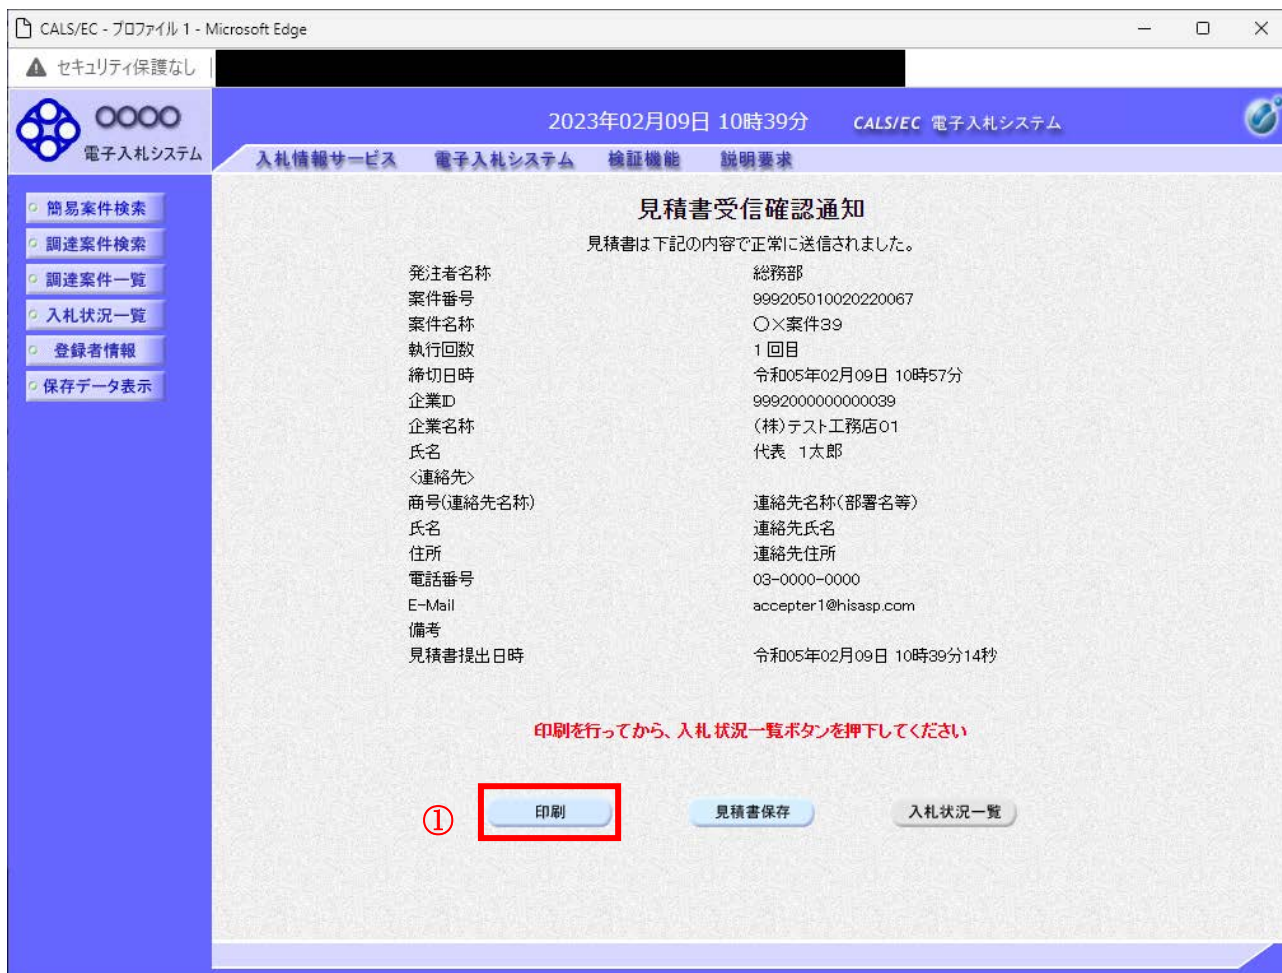 CALS/EC - プロファイル 1 - Microsoft Edge
セキュリティ保護なし
○○○○
電子入札システム
2023年02月09日 10時39分 CALS/EC 電子入札システム
入札情報サービス 電子入札システム 検証機能 説明要求
簡易案件検索
調達案件検索
調達案件一覧
入札状況一覧
登録者情報
保存データ表示
見積書受信確認通知
見積書は下記の内容で正常に送信されました。
発注者名称 総務部
案件番号 999205010020220067
案件名称 〇×案件39
執行回数 1回目
締切日時 令和05年02月09日 10時57分
企業ID 9992000000000039
企業名称 (株)テスト工務店01
氏名 代表 1太郎
<連絡先>
商号(連絡先名称) 連絡先名称(部署名等)
氏名 連絡先氏名
住所 連絡先住所
電話番号 03-0000-0000
E-Mail accepter1@hisasp.com
備考
見積書提出日時 令和05年02月09日 10時39分14秒
印刷を行ってから、入札状況一覧ボタンを押下してください
① 印刷 見積書保存 入札状況一覧